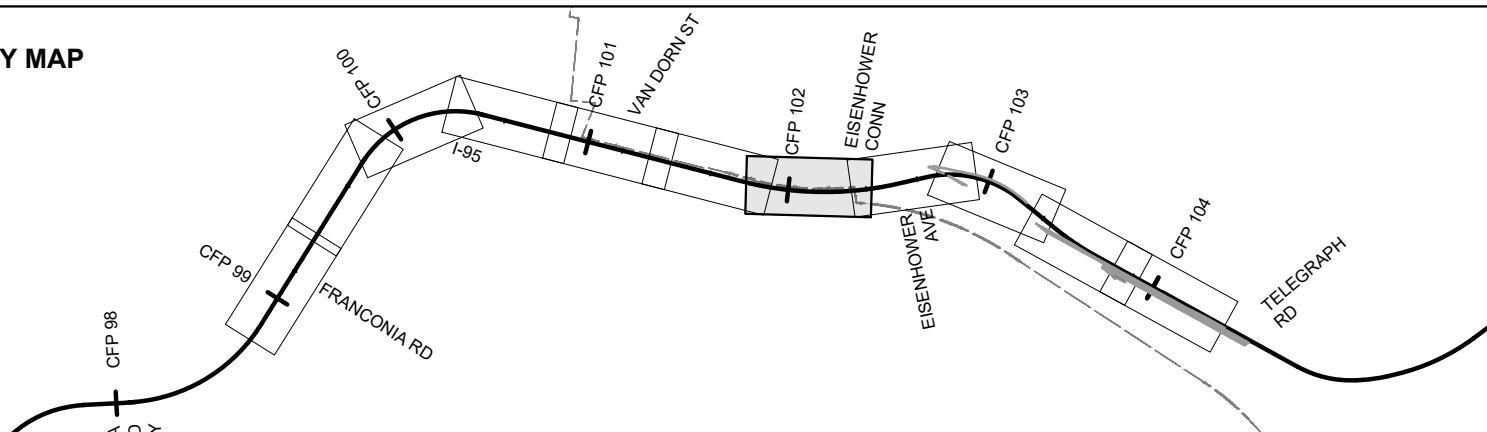 Y MAP
CFP 100
CFP 101
VAN DORN ST
I-95
CFP 102
EISENHOWER
CONN
CFP 103
EISENHOWER
AVE
CFP 104
TELEGRAPH
RD
CFP 99
FRANCONIA RD
CFP 98